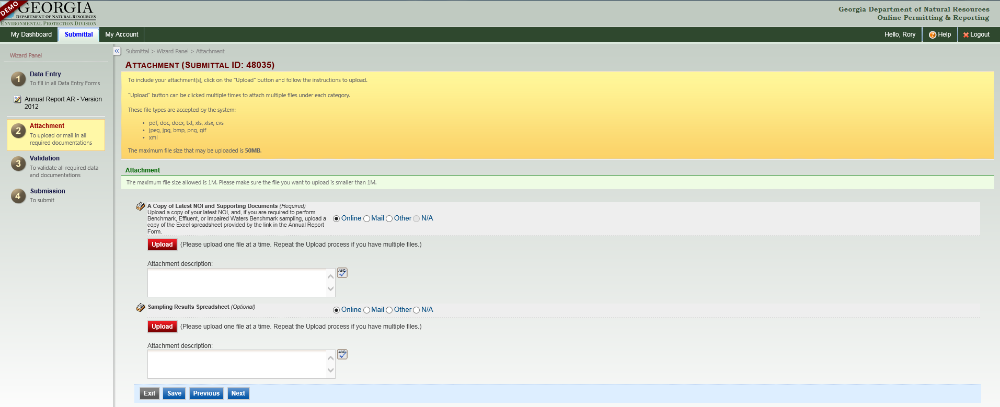 DEMO
GEORGIA
DEPARTMENT OF NATURAL RESOURCES
ENVIRONMENTAL PROTECTION DIVISION
Georgia Department of Natural Resources
Online Permitting & Reporting
My Dashboard Submittal My Account Hello, Rory Help Logout
Wizard Panel
1 Data Entry
To fill in all Data Entry Forms
Annual Report AR - Version
2012
2 Attachment
To upload or mail in all
required documentations
3 Validation
To validate all required data
and documentations
4 Submission
To submit
Submittal > Wizard Panel > Attachment
ATTACHMENT (SUBMITTAL ID: 48035)
To include your attachment(s), click on the "Upload" button and follow the instructions to upload.
"Upload" button can be clicked multiple times to attach multiple files under each category.
These file types are accepted by the system:
• pdf, doc, docx, txt, xls, xlsx, cvs
• jpeg, jpg, bmp, png, gif
• xml
The maximum file size that may be uploaded is 50MB.
Attachment
The maximum file size allowed is 1M. Please make sure the file you want to upload is smaller than 1M.
A Copy of Latest NOI and Supporting Documents (Required)
Upload a copy of your latest NOI, and, if you are required to perform
Benchmark, Effluent, or Impaired Waters Benchmark sampling, upload a
copy of the Excel spreadsheet provided by the link in the Annual Report
Form.
Online Mail Other N/A
Upload (Please upload one file at a time. Repeat the Upload process if you have multiple files.)
Attachment description:
ABC
Sampling Results Spreadsheet (Optional)
Online Mail Other N/A
Upload (Please upload one file at a time. Repeat the Upload process if you have multiple files.)
Attachment description:
ABC
Exit Save Previous Next